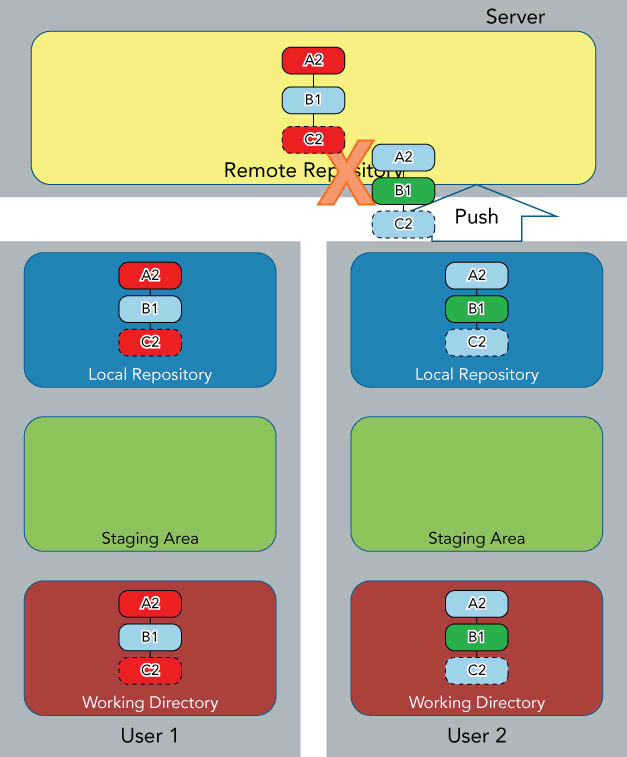 Server
A2
B1
C2
Remote Repository
A2
B1
C2
Push
A2
B1
C2
Local Repository
A2
B1
C2
Local Repository
Staging Area
Staging Area
A2
B1
C2
Working Directory
A2
B1
C2
Working Directory
User 1
User 2